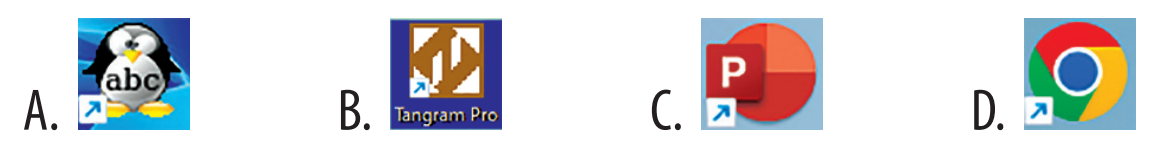 A. abc B. Tangram Pro C. P D.